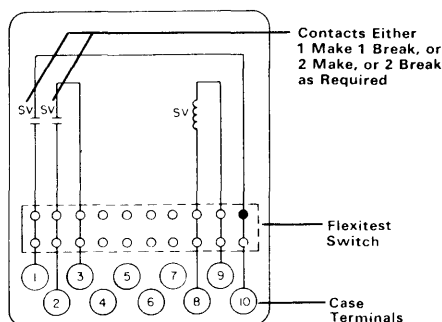 Contacts Either
1 Make 1 Break, or
2 Make, or 2 Break
as Required
SV SV SV
Flexitest
Switch
1 3 5 7 9
2 4 6 8 10
Case
Terminals